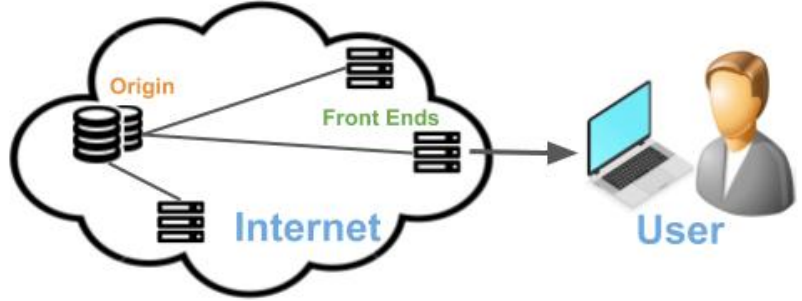 Origin
Front Ends
Internet
User